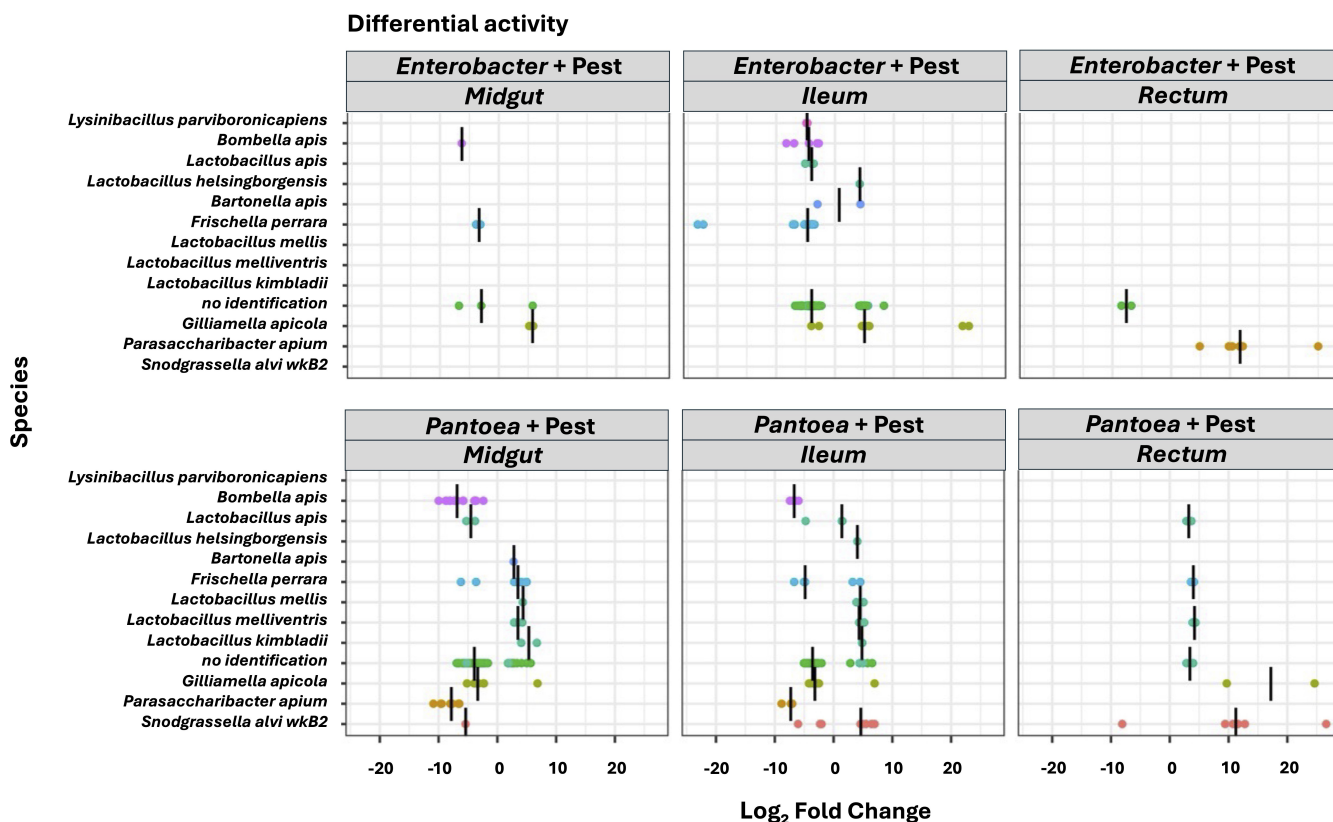 Differential activity
Enterobacter + Pest
Midgut
Enterobacter + Pest
Ileum
Enterobacter + Pest
Rectum
Lysinibacillus parviboronicapiens
Bombella apis
Lactobacillus apis
Lactobacillus helsingborgensis
Bartonella apis
Frischella perrara
Lactobacillus mellis
Lactobacillus melliventris
Lactobacillus kimbladii
no identification
Gilliamella apicola
Parasaccharibacter apium
Snodgrassella alvi wkB2
Species
Pantoea + Pest
Midgut
Pantoea + Pest
Ileum
Pantoea + Pest
Rectum
Lysinibacillus parviboronicapiens
Bombella apis
Lactobacillus apis
Lactobacillus helsingborgensis
Bartonella apis
Frischella perrara
Lactobacillus mellis
Lactobacillus melliventris
Lactobacillus kimbladii
no identification
Gilliamella apicola
Parasaccharibacter apium
Snodgrassella alvi wkB2
-20 -10 0 10 20
-20 -10 0 10 20
-20 -10 0 10 20
Log₂ Fold Change